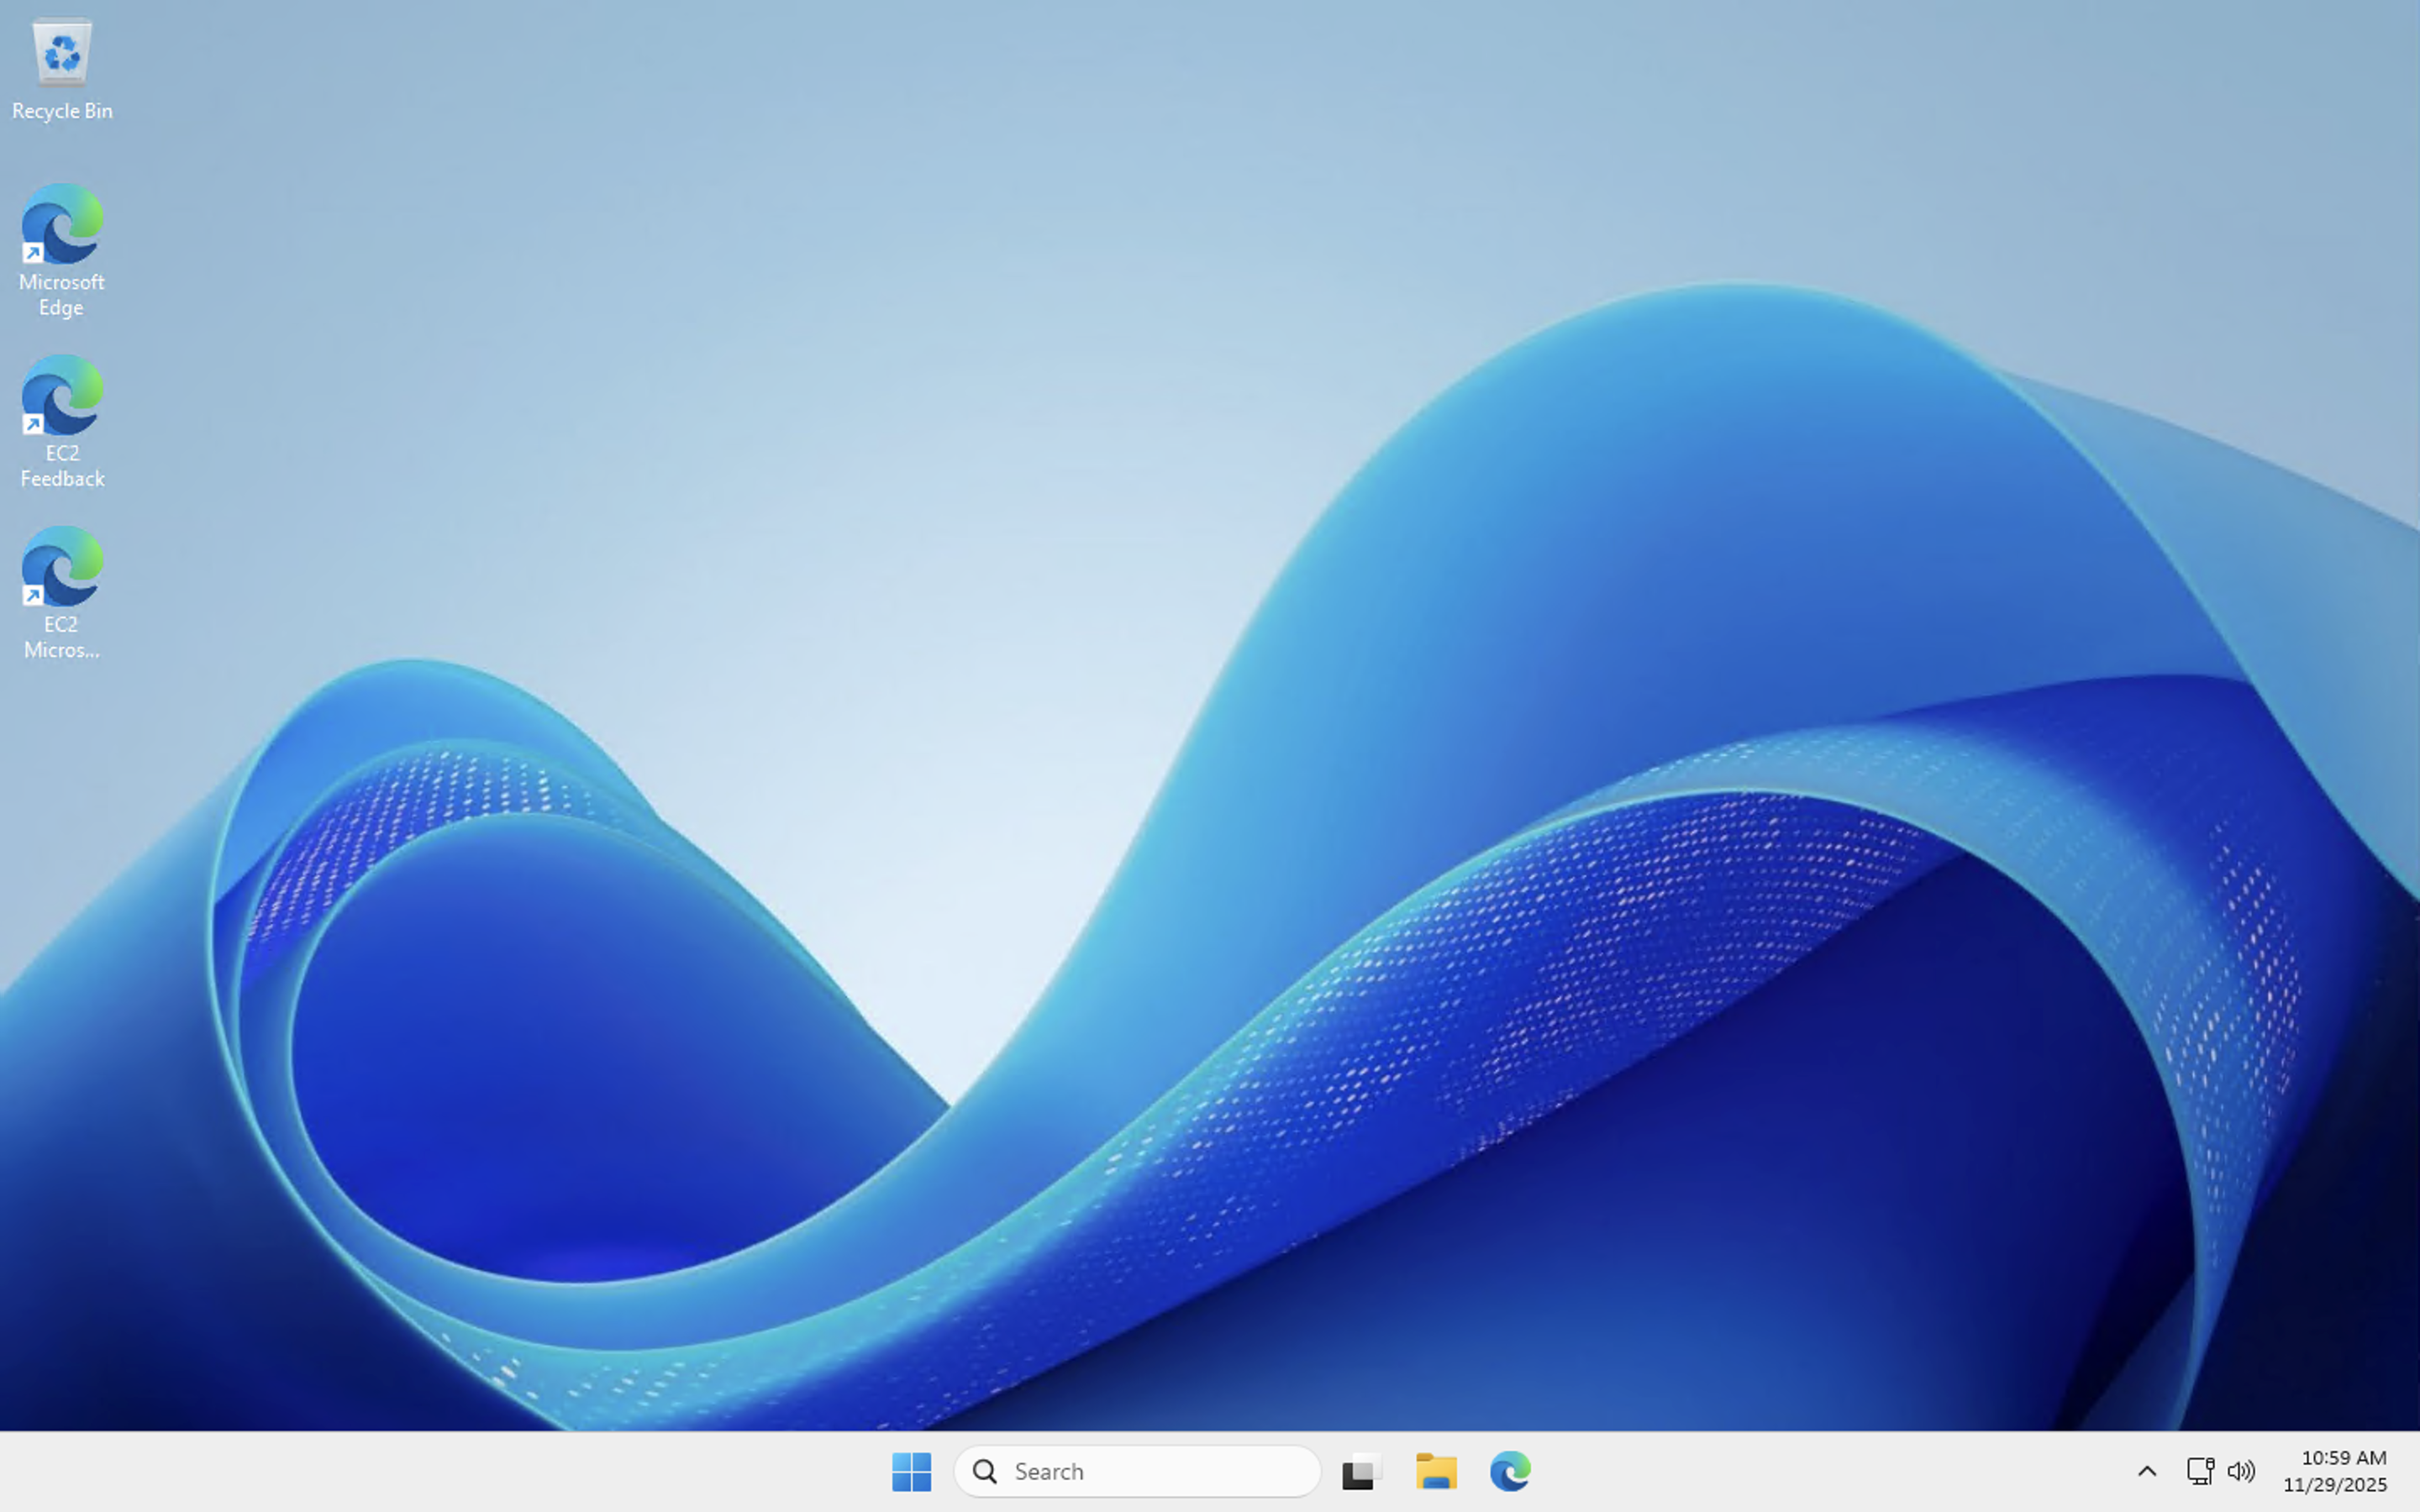 Recycle Bin
Microsoft
Edge
EC2
Feedback
EC2
Micros...
Search
10:59 AM
11/29/2025